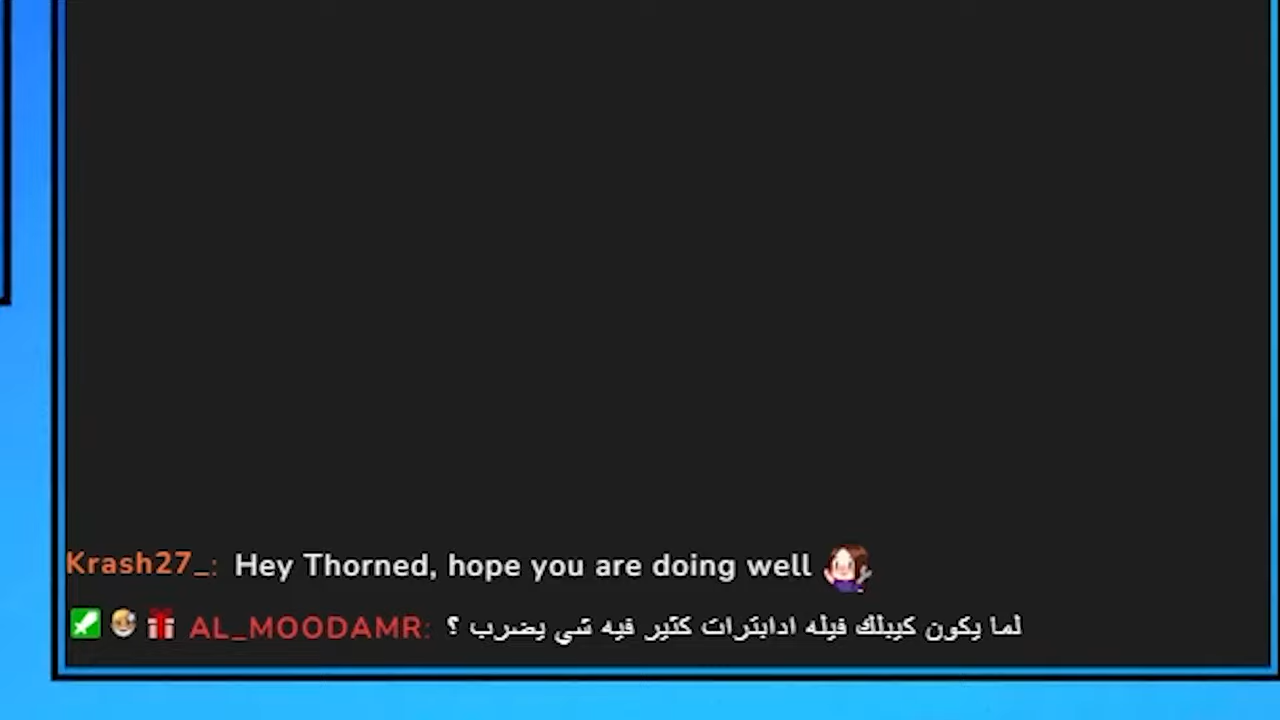 Krash27_: Hey Thorned, hope you are doing well
AL_MOODAMR: لما يكون كيبلك فيله ادابترات كتير فيه شي يضرب ؟